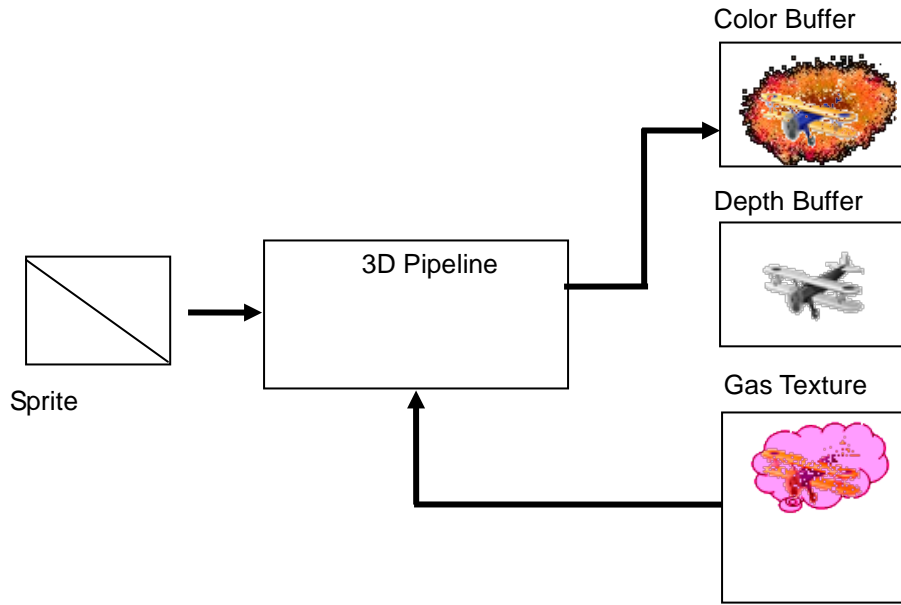 Color Buffer
Depth Buffer
3D Pipeline
Gas Texture
Sprite